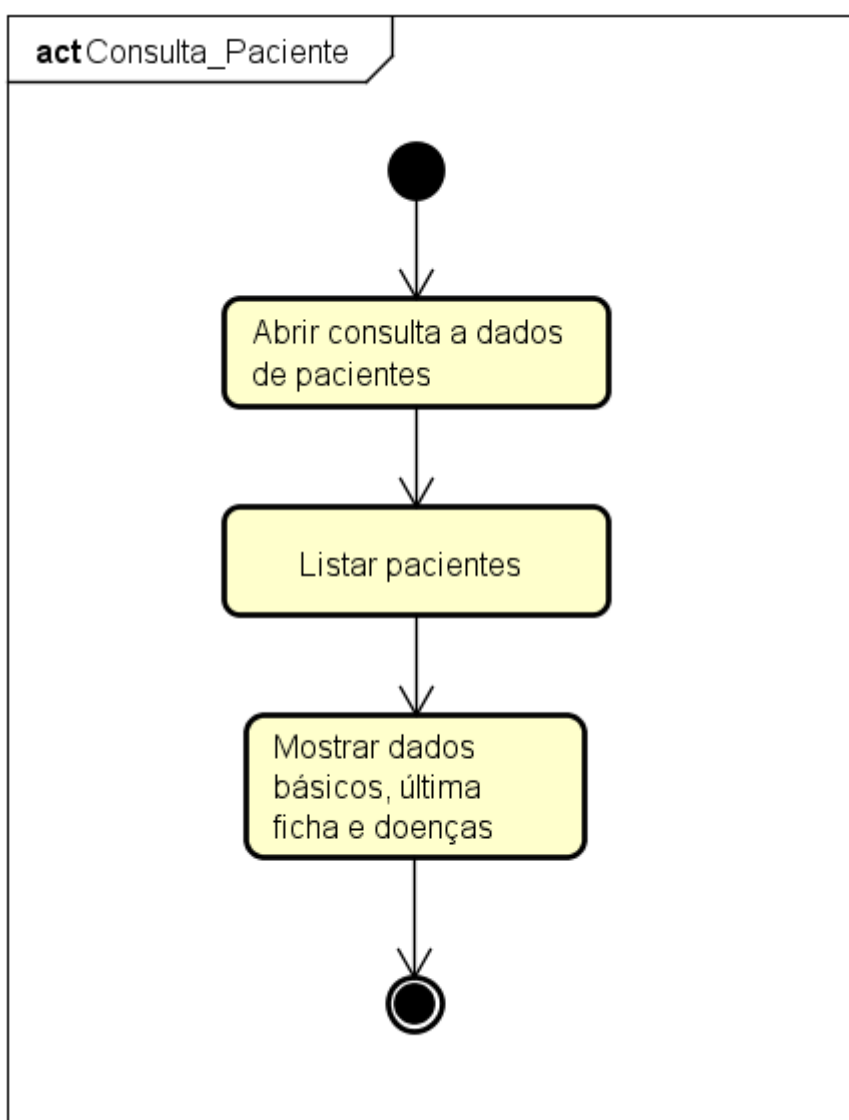 act Consulta_Paciente
Abrir consulta a dados
de pacientes
Listar pacientes
Mostrar dados
básicos, última
ficha e doenças